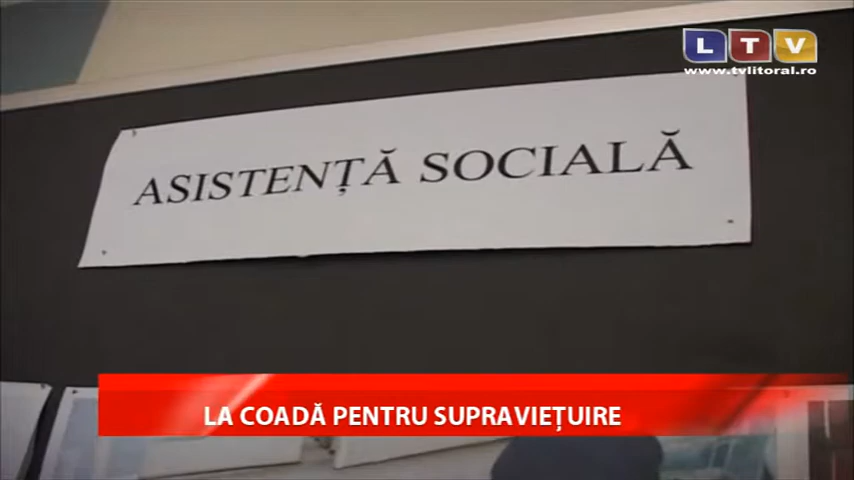 LTV
www.tvlitoral.ro
ASISTENȚĂ SOCIALĂ
LA COADĂ PENTRU SUPRAVIEȚUIRE